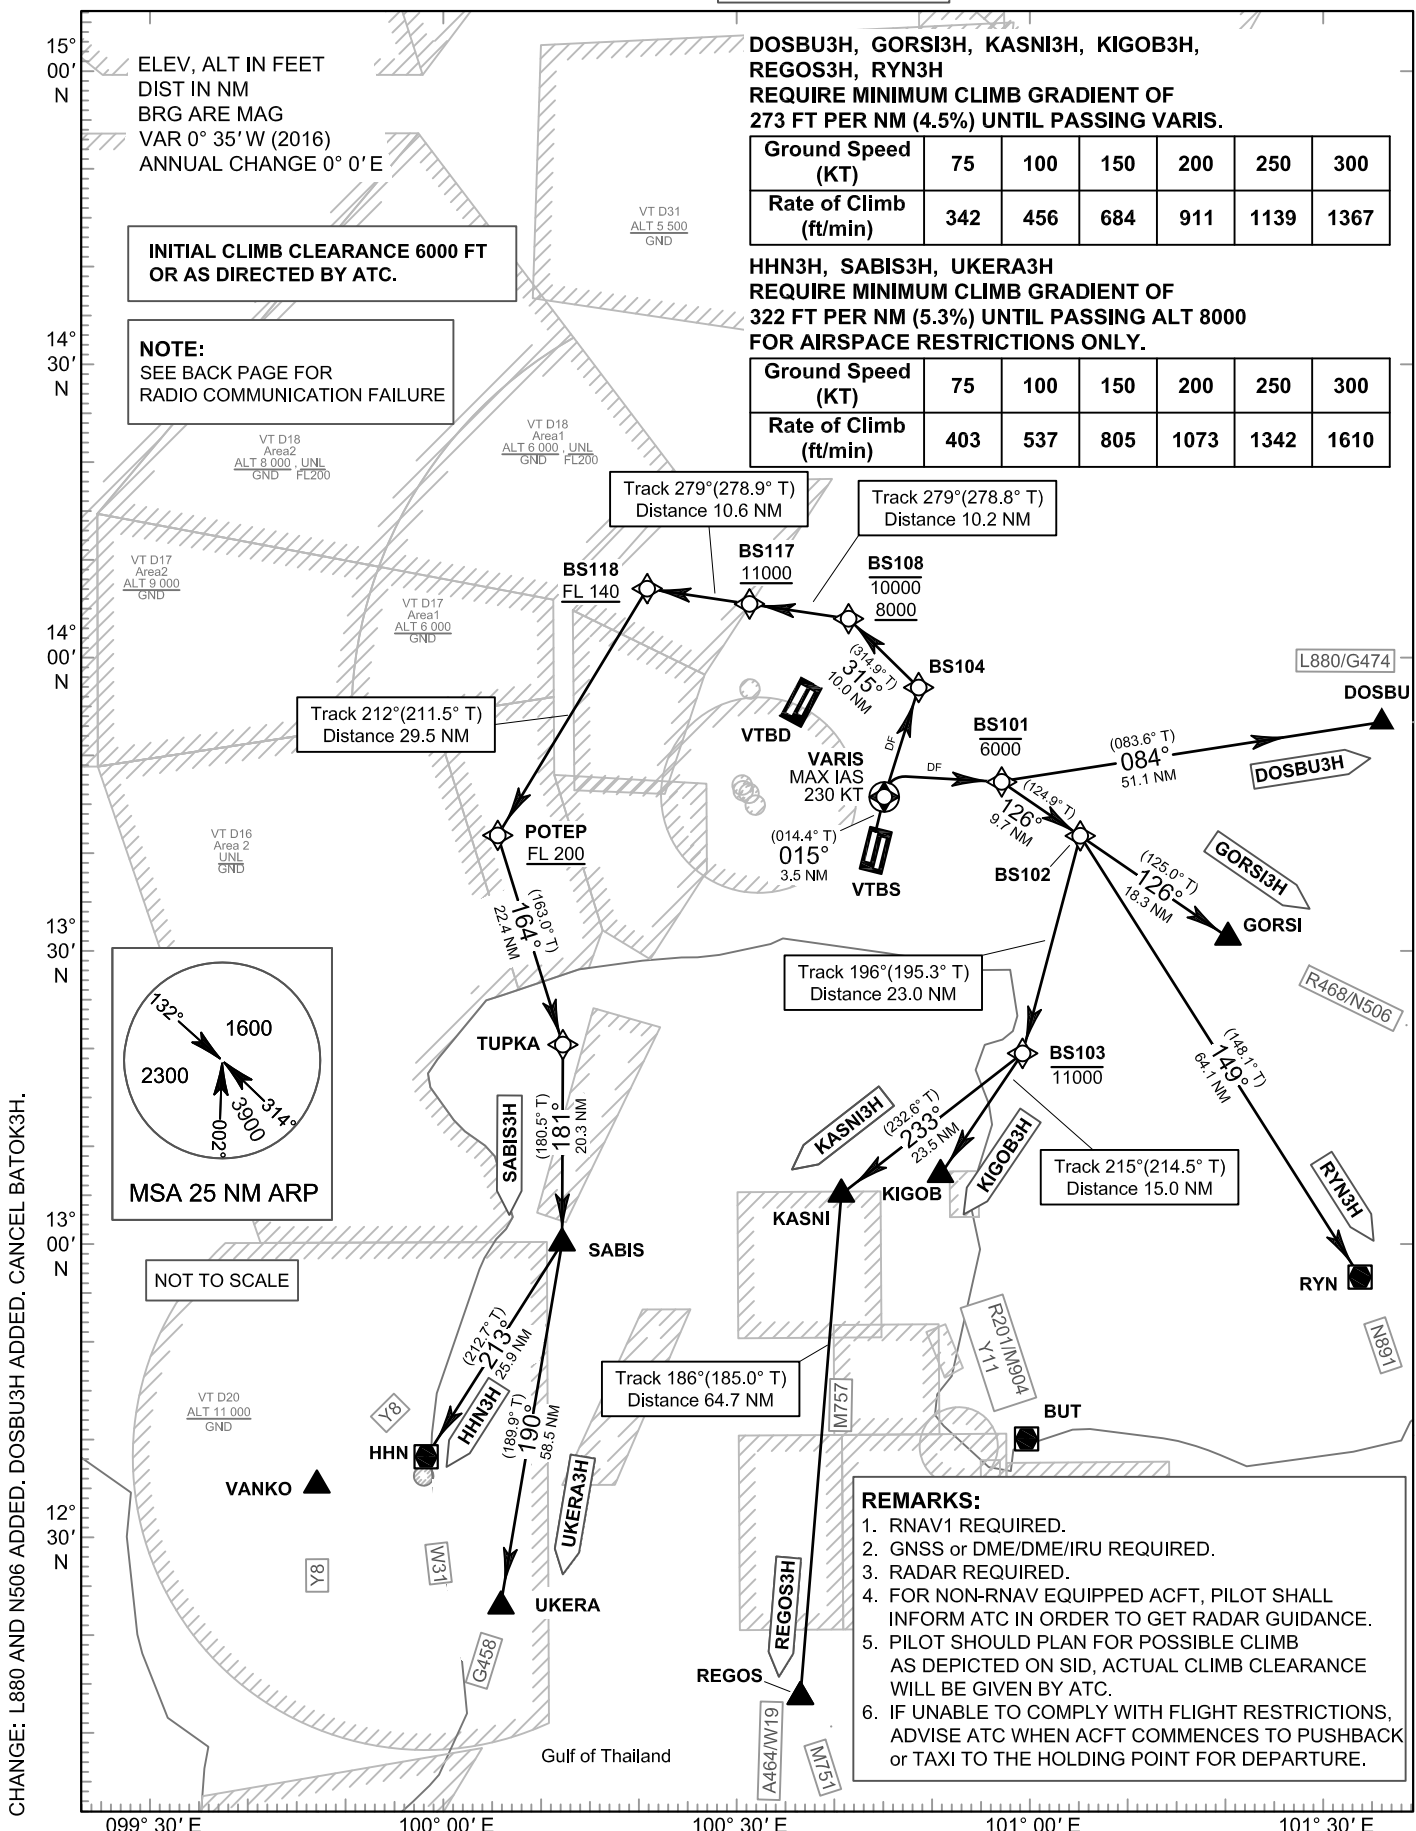 15°
00'
N
ELEV, ALT IN FEET
DIST IN NM
BRG ARE MAG
VAR 0° 35' W (2016)
ANNUAL CHANGE 0° 0' E
INITIAL CLIMB CLEARANCE 6000 FT
OR AS DIRECTED BY ATC.
NOTE:
SEE BACK PAGE FOR
RADIO COMMUNICATION FAILURE
DOSBU3H, GORSI3H, KASNI3H, KIGOB3H,
REGOS3H, RYN3H
REQUIRE MINIMUM CLIMB GRADIENT OF
273 FT PER NM (4.5%) UNTIL PASSING VARIS.
Ground Speed (KT) 75 100 150 200 250 300
Rate of Climb (ft/min) 342 456 684 911 1139 1367
HHN3H, SABIS3H, UKERA3H
REQUIRE MINIMUM CLIMB GRADIENT OF
322 FT PER NM (5.3%) UNTIL PASSING ALT 8000
FOR AIRSPACE RESTRICTIONS ONLY.
Ground Speed (KT) 75 100 150 200 250 300
Rate of Climb (ft/min) 403 537 805 1073 1342 1610
VT D31
ALT 5 500
GND
14°
30'
N
VT D18
Area2
ALT 8 000 , UNL
GND FL200
VT D18
Area1
ALT 6 000 , UNL
GND FL200
Track 279°(278.9° T)
Distance 10.6 NM
Track 279°(278.8° T)
Distance 10.2 NM
VT D17
Area2
ALT 9 000
GND
VT D17
Area1
ALT 6 000
GND
BS118
FL 140
BS117
11000
BS108
10000
8000
14°
00'
N
(314.9° T)
315°
10.0 NM
BS104
L880/G474
DOSBU
Track 212°(211.5° T)
Distance 29.5 NM
VTBD
DF
BS101
6000
(083.6° T)
084°
51.1 NM
DOSBU3H
VARIS
MAX IAS
230 KT
DF
(124.9° T)
126°
9.7 NM
VT D16
Area 2
UNL
GND
POTEP
FL 200
(014.4° T)
015°
3.5 NM
VTBS
BS102
(125.0° T)
126°
18.3 NM
GORSI3H
GORSI
13°
30'
N
(163.0° T)
164°
22.4 NM
Track 196°(195.3° T)
Distance 23.0 NM
R468/N506
132°
1600
2300
314°
3900
002°
MSA 25 NM ARP
TUPKA
BS103
11000
(148.1° T)
149°
64.1 NM
SABIS3H
(180.5° T)
181°
20.3 NM
KASNI3H
(232.6° T)
233°
23.5 NM
KIGOB3H
Track 215°(214.5° T)
Distance 15.0 NM
RYN3H
KIGOB
KASNI
13°
00'
N
NOT TO SCALE
SABIS
RYN
(212.7° T)
213°
25.9 NM
R201/M904
Y11
N891
Track 186°(185.0° T)
Distance 64.7 NM
M757
VT D20
ALT 11 000
GND
Y8
HHN3H
(189.9° T)
190°
58.5 NM
HHN
BUT
VANKO
UKERA3H
12°
30'
N
Y8
W31
UKERA
G458
REGOS3H
REGOS
A464/W19
M751
Gulf of Thailand
REMARKS:
1. RNAV1 REQUIRED.
2. GNSS or DME/DME/IRU REQUIRED.
3. RADAR REQUIRED.
4. FOR NON-RNAV EQUIPPED ACFT, PILOT SHALL
INFORM ATC IN ORDER TO GET RADAR GUIDANCE.
5. PILOT SHOULD PLAN FOR POSSIBLE CLIMB
AS DEPICTED ON SID, ACTUAL CLIMB CLEARANCE
WILL BE GIVEN BY ATC.
6. IF UNABLE TO COMPLY WITH FLIGHT RESTRICTIONS,
ADVISE ATC WHEN ACFT COMMENCES TO PUSHBACK
or TAXI TO THE HOLDING POINT FOR DEPARTURE.
CHANGE: L880 AND N506 ADDED. DOSBU3H ADDED. CANCEL BATOK3H.
099° 30' E
100° 00' E
100° 30' E
101° 00' E
101° 30' E